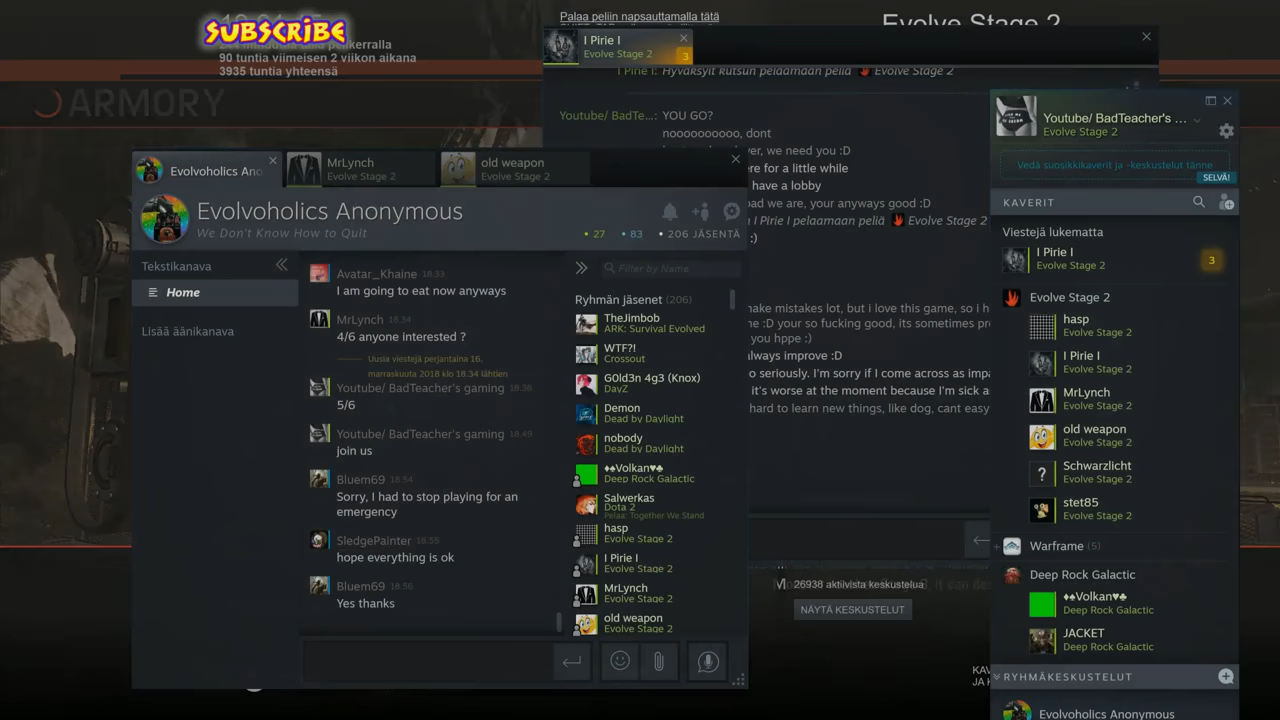 SUBSCRIBE
90 tuntia viimeisen 2 viikon aikana
3935 tuntia yhteensä
ARMORY
Palaa peliin napsauttamalla tätä
Evolve Stage 2
I Pirie I
Evolve Stage 2
3
I Pirie I: Hyväksyit kutsun pelaamaan peliä Evolve Stage 2
Youtube/ BadTe...: YOU GO?
nooooooooo, dont
ver, we need you :D
ere for a little while
have a lobby
oad we are, your anyways good :D
n I Pirie I pelaamaan peliä Evolve Stage 2
:)
make mistakes lot, but i love this game, so i
me :D your so fucking good, its sometimes pr
you hppe :)
always improve :D
o seriously. I'm sorry if I come across as impa
it's worse at the moment because I'm sick a
hard to learn new things, like dog, cant easy
26938 aktiivista keskustelua
NÄYTÄ KESKUSTELUT
Evolvoholics Ano
MrLynch
Evolve Stage 2
old weapon
Evolve Stage 2
Evolvoholics Anonymous
We Don't Know How to Quit
27
83
206 JÄSENTÄ
Tekstikanava
Home
Lisää äänikanava
Avatar_Khaine 18.33
I am going to eat now anyways
MrLynch 18.34
4/6 anyone interested ?
Uusia viestejä perjantaina 16.
marraskuuta 2018 klo 18.34 lähtien
Youtube/ BadTeacher's gaming 18.38
5/6
Youtube/ BadTeacher's gaming 18.49
join us
Bluem69 18.54
Sorry, I had to stop playing for an
emergency
SledgePainter 18.55
hope everything is ok
Bluem69 18.56
Yes thanks
Filter by Name
Ryhmän jäsenet (206)
TheJimbob
ARK: Survival Evolved
WTF?!
Crossout
G0ld3n 4g3 (Knox)
DayZ
Demon
Dead by Daylight
nobody
Dead by Daylight
♦♠Volkan♥♣
Deep Rock Galactic
Salwerkas
Dota 2
Pelaa: Together We Stand
hasp
Evolve Stage 2
I Pirie I
Evolve Stage 2
MrLynch
Evolve Stage 2
old weapon
Evolve Stage 2
Youtube/ BadTeacher's ...
Evolve Stage 2
Vedä suosikkikaverit ja -keskustelut tänne
SELVÄ!
KAVERIT
Viestejä lukematta
I Pirie I
Evolve Stage 2
3
Evolve Stage 2
hasp
Evolve Stage 2
I Pirie I
Evolve Stage 2
MrLynch
Evolve Stage 2
old weapon
Evolve Stage 2
?
Schwarzlicht
Evolve Stage 2
stet85
Evolve Stage 2
Warframe (5)
Deep Rock Galactic
♦♠Volkan♥♣
Deep Rock Galactic
JACKET
Deep Rock Galactic
RYHMÄKESKUSTELUT
Evolvoholics Anonymous